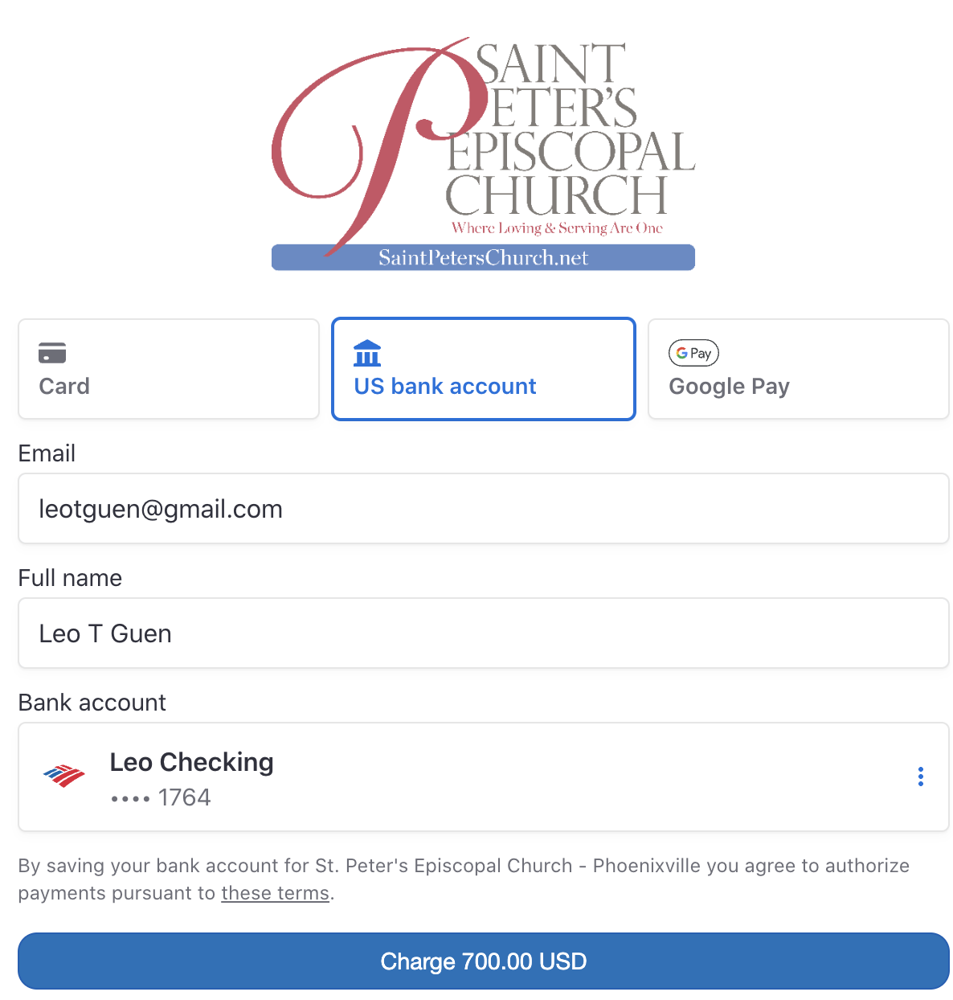 SAINT
PETER'S
EPISCOPAL
CHURCH
Where Loving & Serving Are One
SaintPetersChurch.net
Card
US bank account
G Pay
Google Pay
Email
leotguen@gmail.com
Full name
Leo T Guen
Bank account
Leo Checking
•••• 1764
By saving your bank account for St. Peter's Episcopal Church - Phoenixville you agree to authorize
payments pursuant to these terms.
Charge 700.00 USD